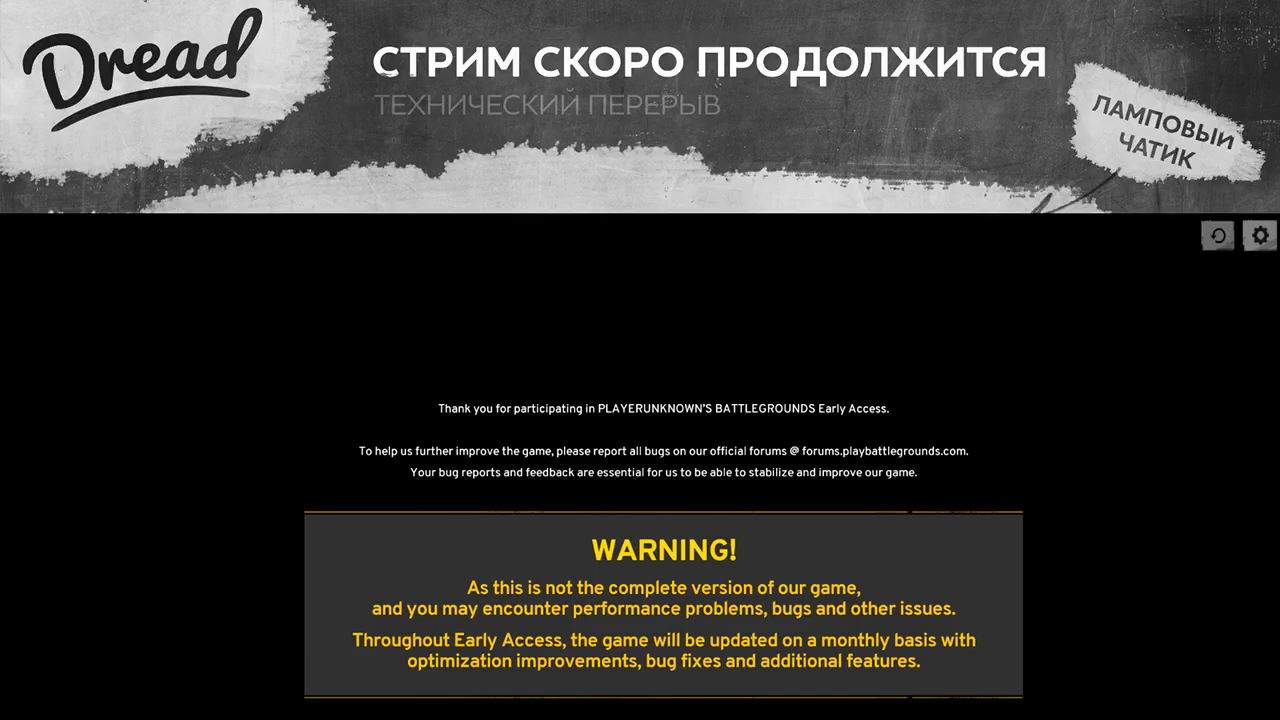 Dread
СТРИМ СКОРО ПРОДОЛЖИТСЯ
ТЕХНИЧЕСКИЙ ПЕРЕРЫВ
ЛАМПОВЫЙ
ЧАТИК
Thank you for participating in PLAYERUNKNOWN'S BATTLEGROUNDS Early Access.
To help us further improve the game, please report all bugs on our official forums @ forums.playbattlegrounds.com.
Your bug reports and feedback are essential for us to be able to stabilize and improve our game.
WARNING!
As this is not the complete version of our game,
and you may encounter performance problems, bugs and other issues.
Throughout Early Access, the game will be updated on a monthly basis with
optimization improvements, bug fixes and additional features.